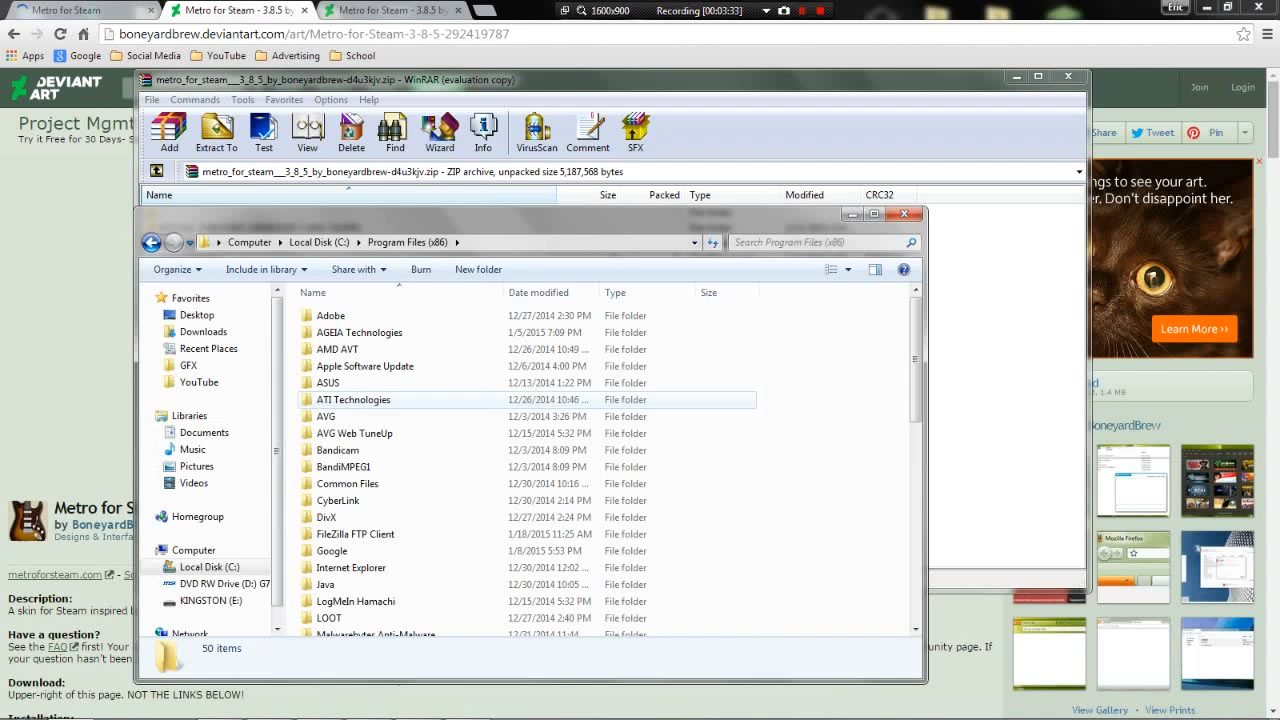 Metro for Steam
Metro for Steam - 3.8.5 by
Metro for Steam - 3.8.5 by
1600x900
Recording [00:03:33]
Eric
boneyardbrew.deviantart.com/art/Metro-for-Steam-3-8-5-292419787
Apps
Google
Social Media
YouTube
Advertising
School
DEVIANT
ART
Join
Login
Project Mgmt
Try it Free for 30 Days- S
Share
Tweet
Pin
metro_for_steam__3_8_5_by_boneyardbrew-d4u3kjv.zip - WinRAR (evaluation copy)
File Commands Tools Favorites Options Help
Add
Extract To
Test
View
Delete
Find
Wizard
Info
VirusScan
Comment
SFX
metro_for_steam__3_8_5_by_boneyardbrew-d4u3kjv.zip - ZIP archive, unpacked size 5,187,568 bytes
Name Size Packed Type Modified CRC32
ngs to see your art.
er. Don't disappoint her.
Learn More >>
Computer
Local Disk (C:)
Program Files (x86)
Search Program Files (x86)
Organize
Include in library
Share with
Burn
New folder
Favorites
Desktop
Downloads
Recent Places
GFX
YouTube
Libraries
Documents
Music
Pictures
Videos
Homegroup
Computer
Local Disk (C:)
DVD RW Drive (D:) G7
KINGSTON (E:)
Network
Name Date modified Type Size
Adobe 12/27/2014 2:30 PM File folder
AGEIA Technologies 1/5/2015 7:09 PM File folder
AMD AVT 12/26/2014 10:49 ... File folder
Apple Software Update 12/6/2014 4:00 PM File folder
ASUS 12/13/2014 1:22 PM File folder
ATI Technologies 12/26/2014 10:46 ... File folder
AVG 12/3/2014 3:26 PM File folder
AVG Web TuneUp 12/15/2014 5:32 PM File folder
Bandicam 12/3/2014 8:09 PM File folder
BandiMPEG1 12/3/2014 8:09 PM File folder
Common Files 12/30/2014 10:16 ... File folder
CyberLink 12/30/2014 2:14 PM File folder
DivX 12/27/2014 2:24 PM File folder
FileZilla FTP Client 1/18/2015 11:25 AM File folder
Google 1/8/2015 5:53 PM File folder
Internet Explorer 12/30/2014 12:02 ... File folder
Java 12/30/2014 10:05 ... File folder
LogMeIn Hamachi 12/15/2014 5:32 PM File folder
LOOT 12/27/2014 2:40 PM File folder
Malwarebytes Anti-Malware 12/31/2014 11:44 File folder
50 items
Metro for S
by BoneyardB
Designs & Interfa
metroforsteam.com
Description:
A skin for Steam inspired b
Have a question?
See the FAQ first! Your
your question hasn't been
unity page. If
Download:
Upper-right of this page. NOT THE LINKS BELOW!
Installation:
1.4 MB
BoneyardBrew
Mozilla Firefox
View Gallery · View Prints